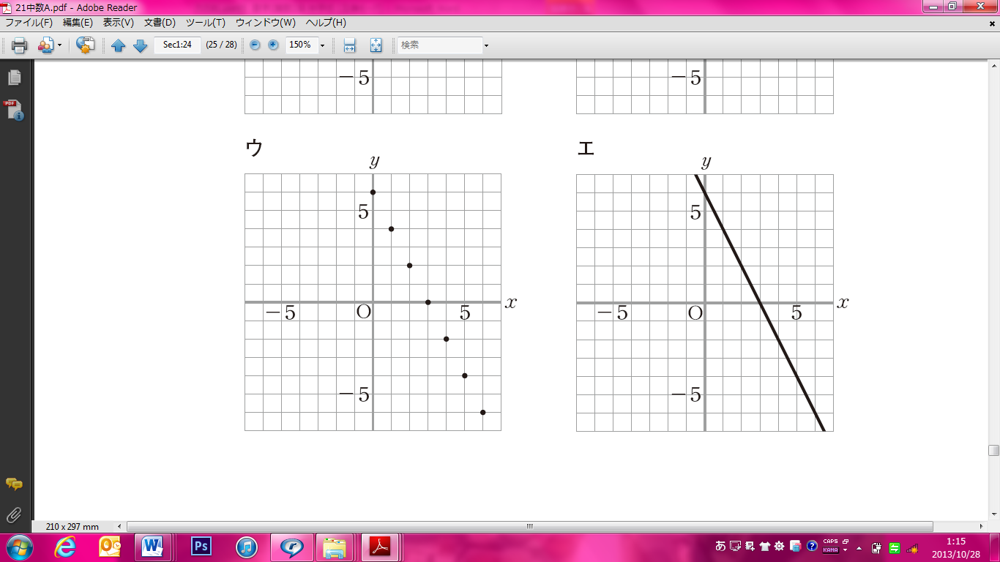 21中数A.pdf - Adobe Reader
ファイル(F) 編集(E) 表示(V) 文書(D) ツール(T) ウィンドウ(W) ヘルプ(H)
Sec1:24 (25 / 28) 150% 検索
−5 −5
ウ エ
y y
5 5
−5 O 5 x −5 O 5 x
−5 −5
210 x 297 mm
あ CAPS KANA 1:15
2013/10/28